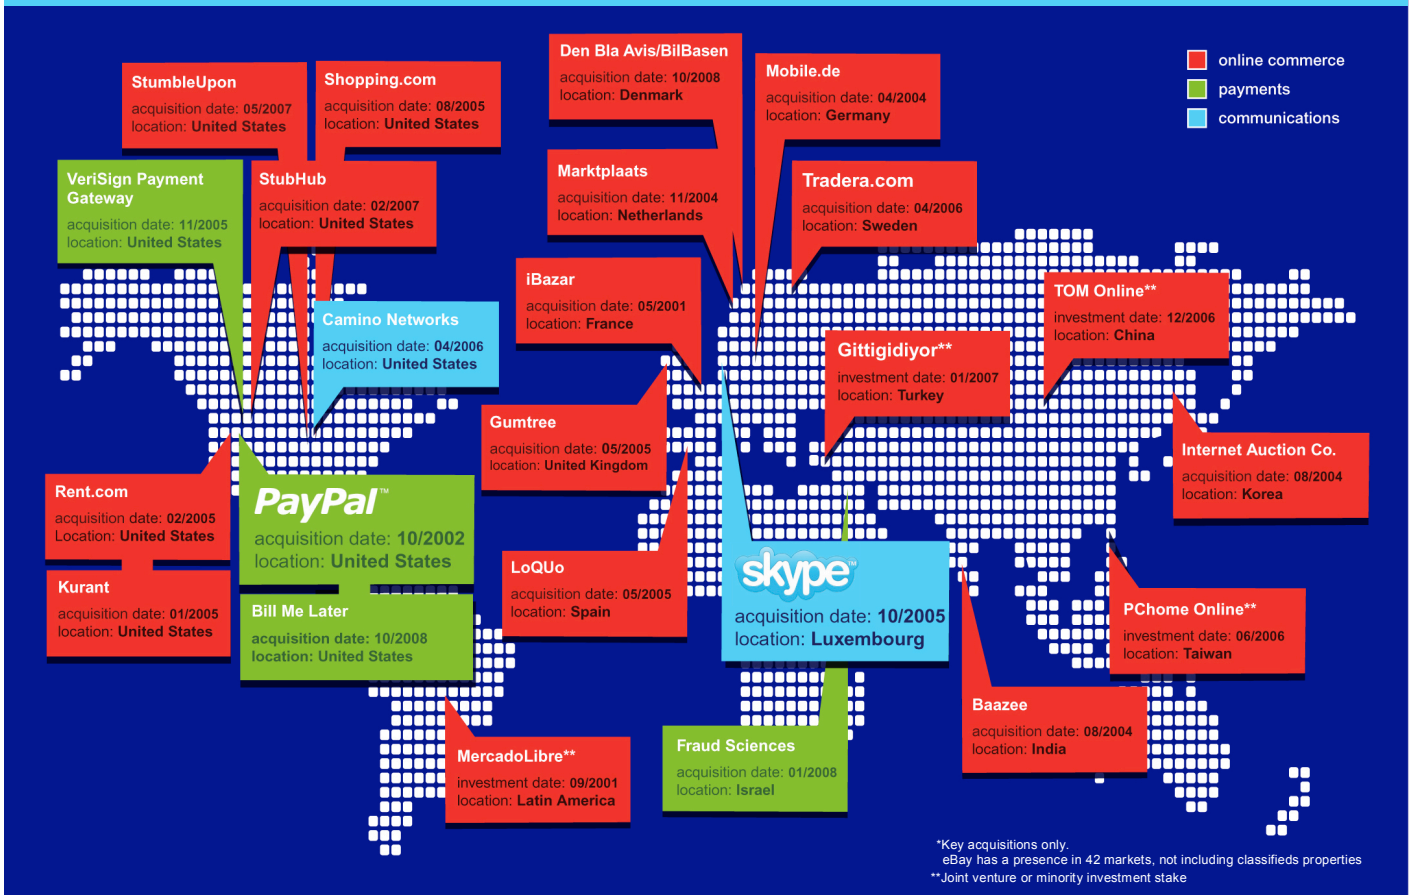 StumbleUpon
acquisition date: 05/2007
location: United States
Shopping.com
acquisition date: 08/2005
location: United States
Den Bla Avis/BilBasen
acquisition date: 10/2008
location: Denmark
Mobile.de
acquisition date: 04/2004
location: Germany
online commerce
payments
communications
VeriSign Payment
Gateway
acquisition date: 11/2005
location: United States
StubHub
acquisition date: 02/2007
location: United States
Marktplaats
acquisition date: 11/2004
location: Netherlands
Tradera.com
acquisition date: 04/2006
location: Sweden
iBazar
acquisition date: 05/2001
location: France
TOM Online**
investment date: 12/2006
location: China
Camino Networks
acquisition date: 04/2006
location: United States
Gittigidiyor**
investment date: 01/2007
location: Turkey
Gumtree
acquisition date: 05/2005
location: United Kingdom
Internet Auction Co.
acquisition date: 08/2004
location: Korea
Rent.com
acquisition date: 02/2005
Location: United States
PayPal™
acquisition date: 10/2002
location: United States
LoQUo
acquisition date: 05/2005
location: Spain
skype™
acquisition date: 10/2005
location: Luxembourg
Kurant
acquisition date: 01/2005
location: United States
Bill Me Later
acquisition date: 10/2008
location: United States
PChome Online**
investment date: 06/2006
location: Taiwan
Baazee
acquisition date: 08/2004
location: India
MercadoLibre**
investment date: 09/2001
location: Latin America
Fraud Sciences
acquisition date: 01/2008
location: Israel
*Key acquisitions only.
eBay has a presence in 42 markets, not including classifieds properties
**Joint venture or minority investment stake